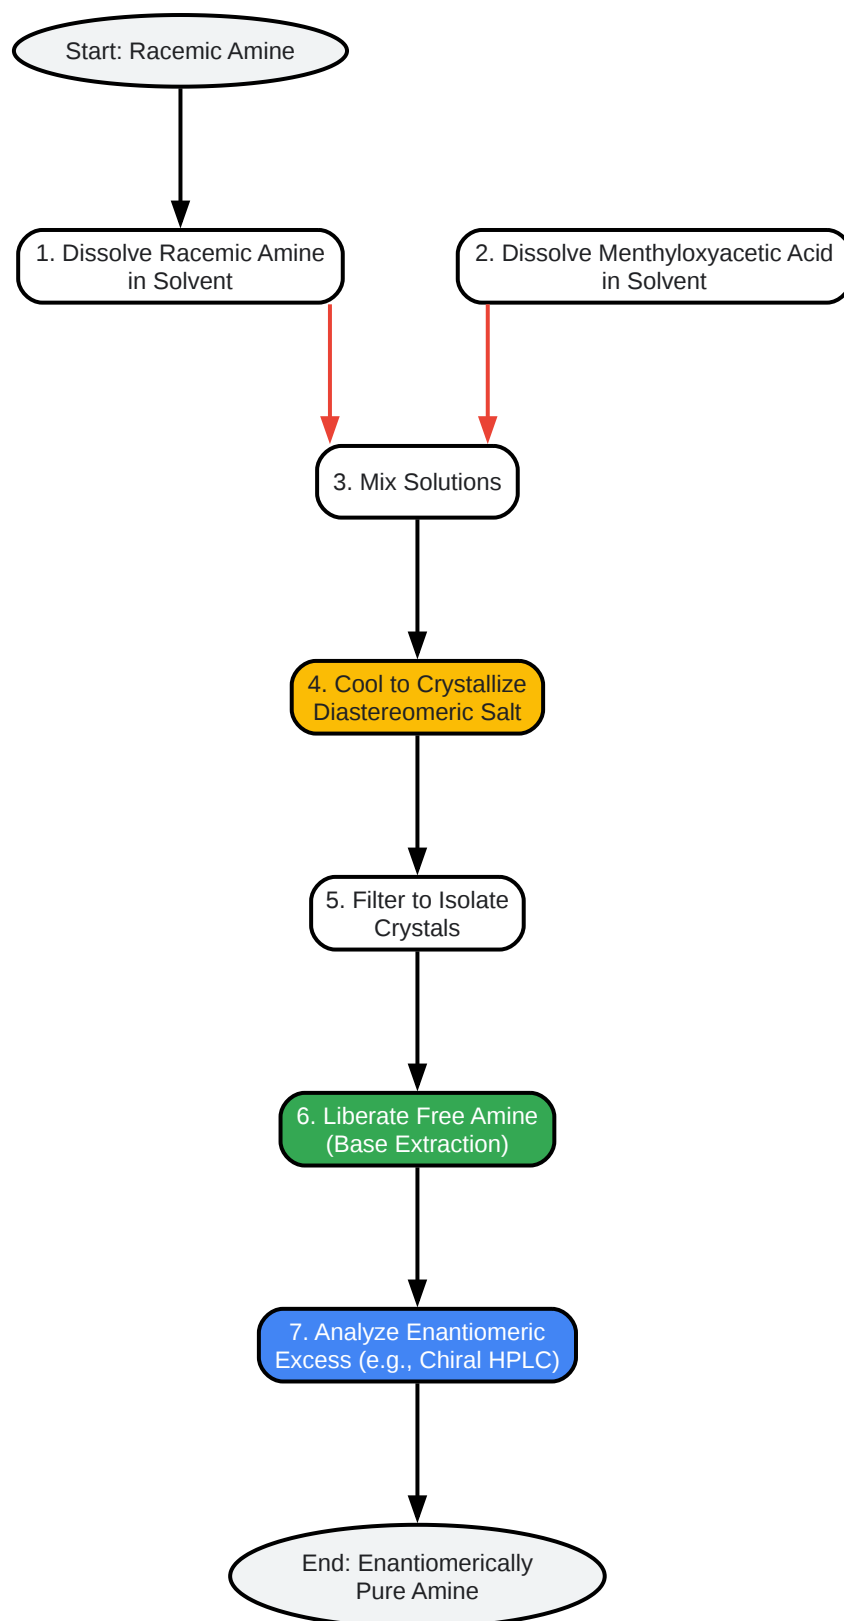 Start: Racemic Amine
1. Dissolve Racemic Amine
in Solvent
2. Dissolve Menthyloxyacetic Acid
in Solvent
3. Mix Solutions
4. Cool to Crystallize
Diastereomeric Salt
5. Filter to Isolate
Crystals
6. Liberate Free Amine
(Base Extraction)
7. Analyze Enantiomeric
Excess (e.g., Chiral HPLC)
End: Enantiomerically
Pure Amine